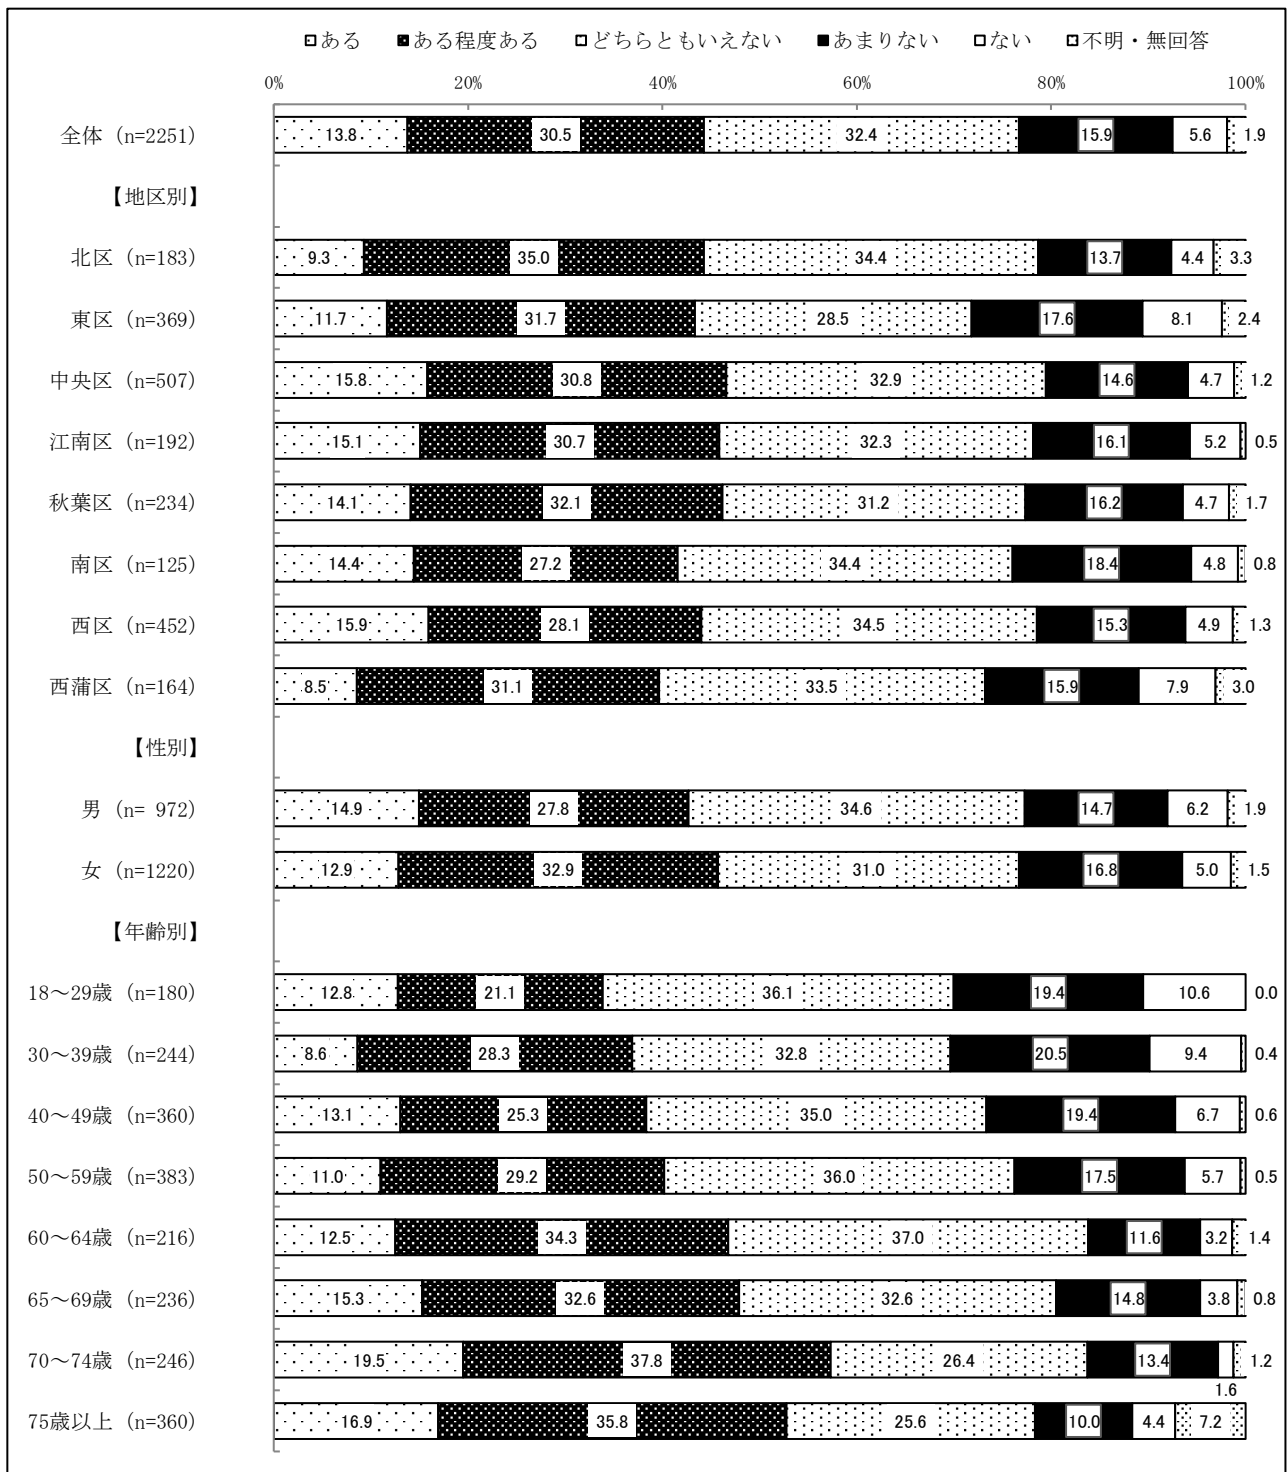 ある ある程度ある どちらともいえない あまりない ない 不明・無回答
0% 20% 40% 60% 80% 100%
全体 (n=2251) 13.8 30.5 32.4 15.9 5.6 1.9
【地区別】
北区 (n=183) 9.3 35.0 34.4 13.7 4.4 3.3
東区 (n=369) 11.7 31.7 28.5 17.6 8.1 2.4
中央区 (n=507) 15.8 30.8 32.9 14.6 4.7 1.2
江南区 (n=192) 15.1 30.7 32.3 16.1 5.2 0.5
秋葉区 (n=234) 14.1 32.1 31.2 16.2 4.7 1.7
南区 (n=125) 14.4 27.2 34.4 18.4 4.8 0.8
西区 (n=452) 15.9 28.1 34.5 15.3 4.9 1.3
西蒲区 (n=164) 8.5 31.1 33.5 15.9 7.9 3.0
【性別】
男 (n= 972) 14.9 27.8 34.6 14.7 6.2 1.9
女 (n=1220) 12.9 32.9 31.0 16.8 5.0 1.5
【年齢別】
18～29歳 (n=180) 12.8 21.1 36.1 19.4 10.6 0.0
30～39歳 (n=244) 8.6 28.3 32.8 20.5 9.4 0.4
40～49歳 (n=360) 13.1 25.3 35.0 19.4 6.7 0.6
50～59歳 (n=383) 11.0 29.2 36.0 17.5 5.7 0.5
60～64歳 (n=216) 12.5 34.3 37.0 11.6 3.2 1.4
65～69歳 (n=236) 15.3 32.6 32.6 14.8 3.8 0.8
70～74歳 (n=246) 19.5 37.8 26.4 13.4 1.2
1.6
75歳以上 (n=360) 16.9 35.8 25.6 10.0 4.4 7.2